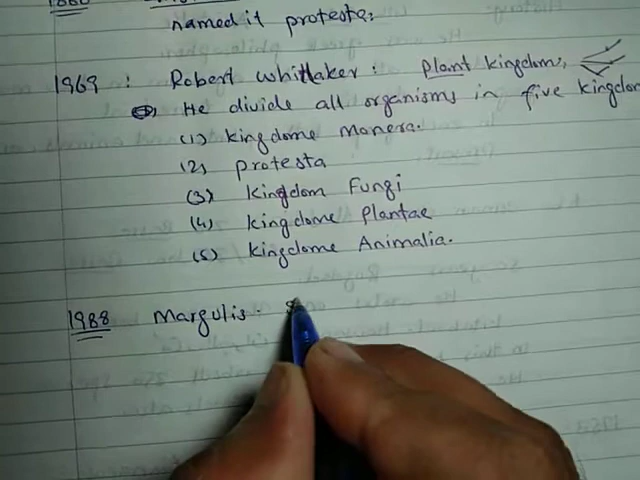 named it protesta:
1969 : Robert Whittaker: Plant kingdom,
He divide all organisms in five kingdom
(1) kingdome Monera.
(2) protesta
(3) kingdom Fungi
(4) kingdome plantae
(5) kingdome Animalia.
1988 Margulis.